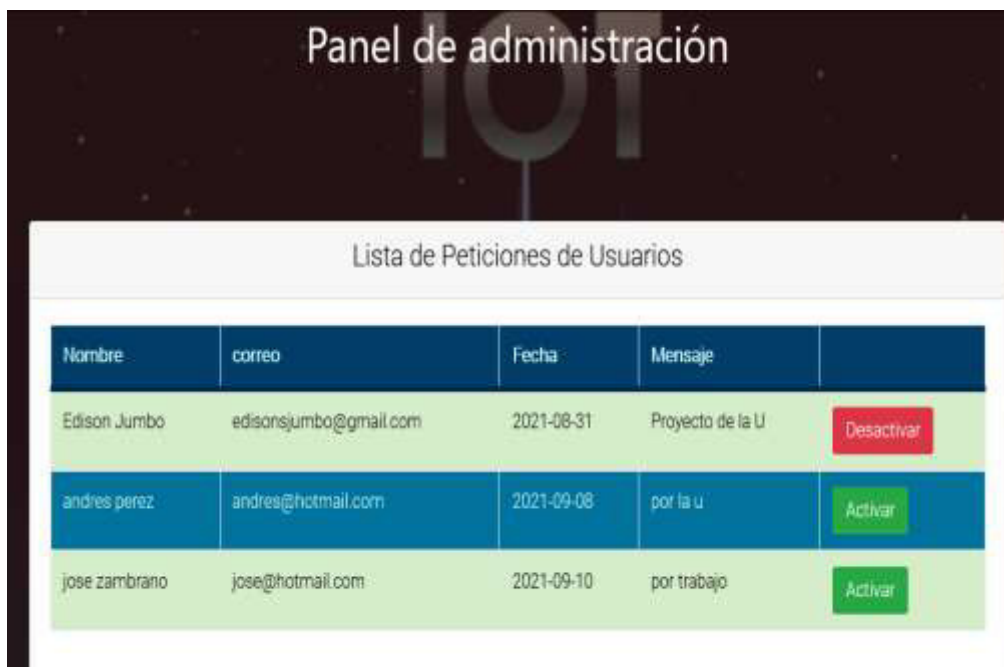 IOT
Panel de administración
Lista de Peticiones de Usuarios
Nombre correo Fecha Mensaje
Edison Jumbo edisonsjumbo@gmail.com 2021-08-31 Proyecto de la U Desactivar
andres perez andres@hotmail.com 2021-09-08 por la u Activar
jose zambrano jose@hotmail.com 2021-09-10 por trabajo Activar